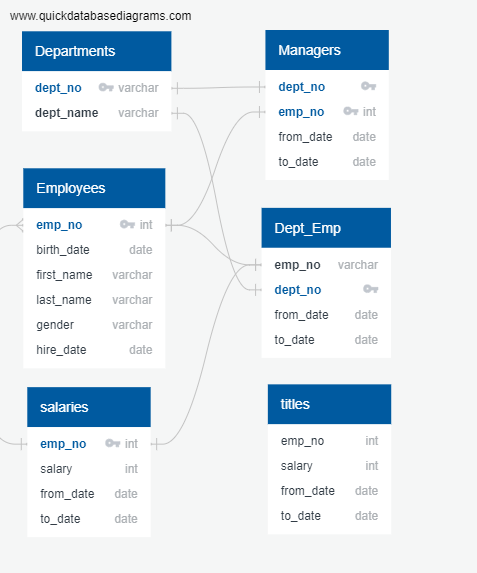 www.quickdatabasediagrams.com
Departments
dept_no varchar
dept_name varchar
Managers
dept_no
emp_no int
from_date date
to_date date
Employees
emp_no int
birth_date date
first_name varchar
last_name varchar
gender varchar
hire_date date
Dept_Emp
emp_no varchar
dept_no
from_date date
to_date date
salaries
emp_no int
salary int
from_date date
to_date date
titles
emp_no int
salary int
from_date date
to_date date